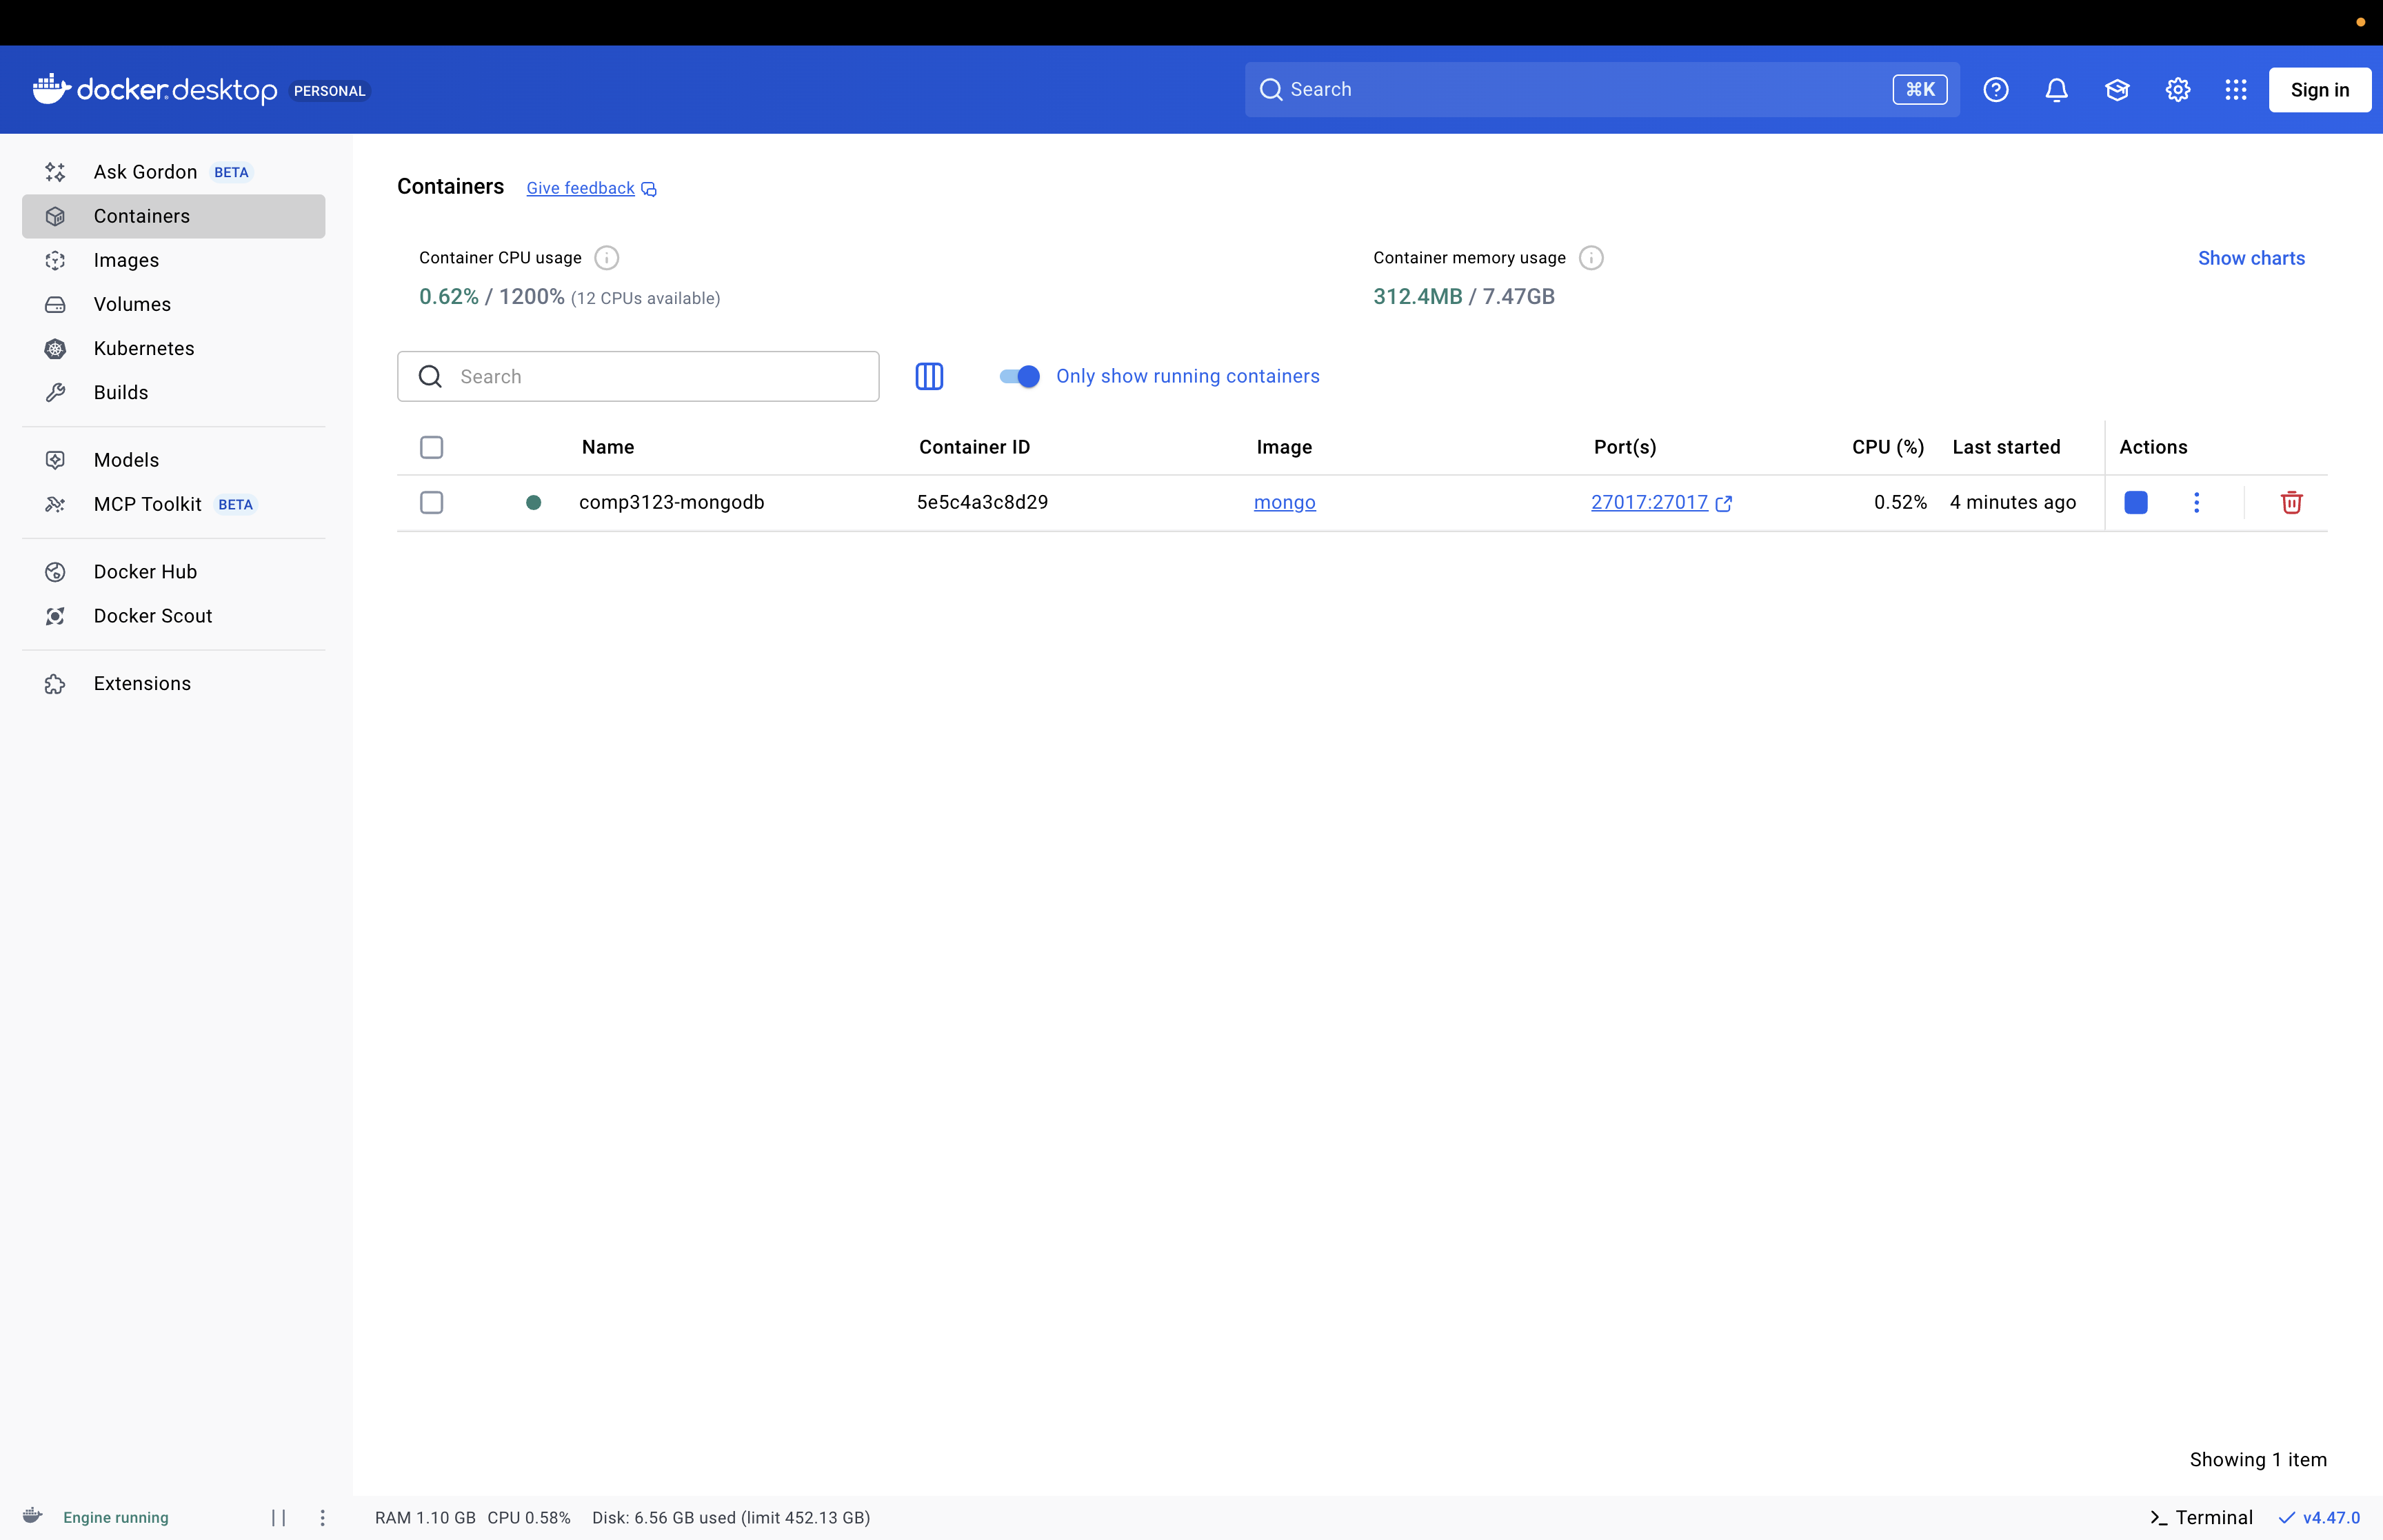 docker.desktop PERSONAL
Search ⌘K
Sign in
Ask Gordon BETA
Containers
Images
Volumes
Kubernetes
Builds
Models
MCP Toolkit BETA
Docker Hub
Docker Scout
Extensions
Containers Give feedback
Container CPU usage
0.62% / 1200% (12 CPUs available)
Container memory usage
312.4MB / 7.47GB
Show charts
Search
Only show running containers
Name Container ID Image Port(s) CPU (%) Last started Actions
comp3123-mongodb 5e5c4a3c8d29 mongo 27017:27017 0.52% 4 minutes ago
Showing 1 item
Engine running
RAM 1.10 GB CPU 0.58% Disk: 6.56 GB used (limit 452.13 GB)
Terminal v4.47.0